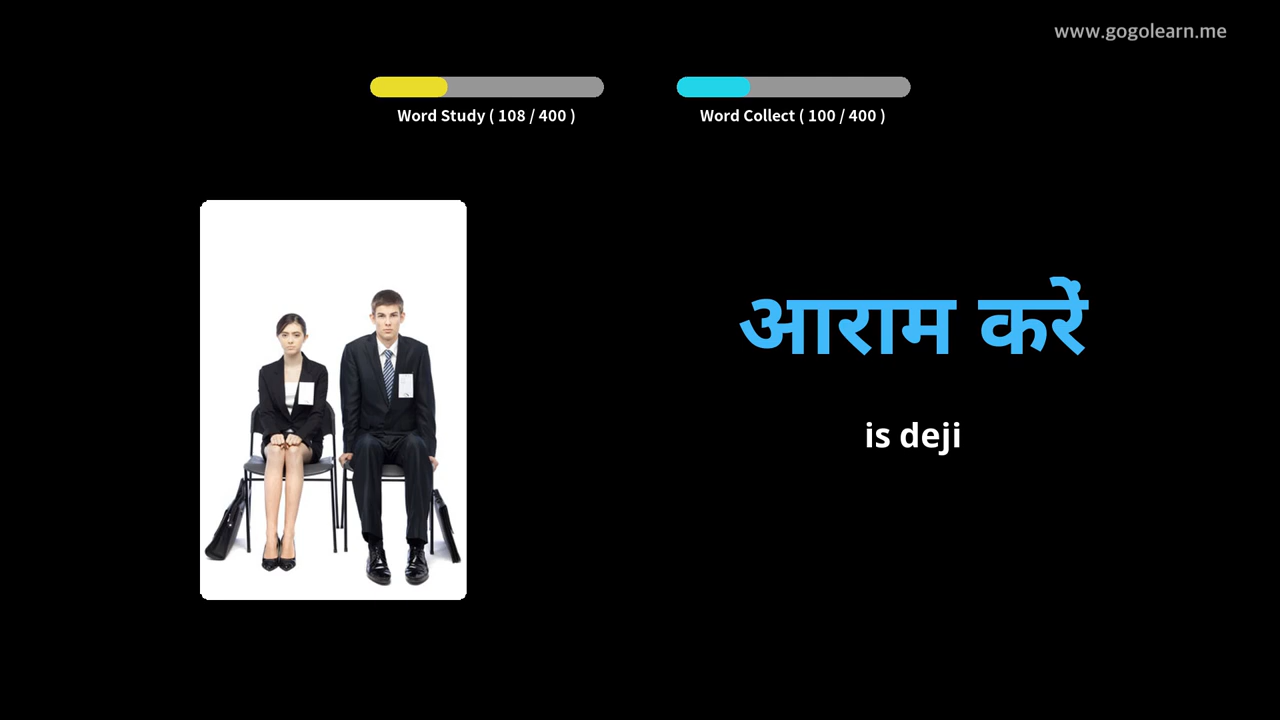 www.gogolearn.me
Word Study ( 108 / 400 )
Word Collect ( 100 / 400 )
आराम करें
is deji